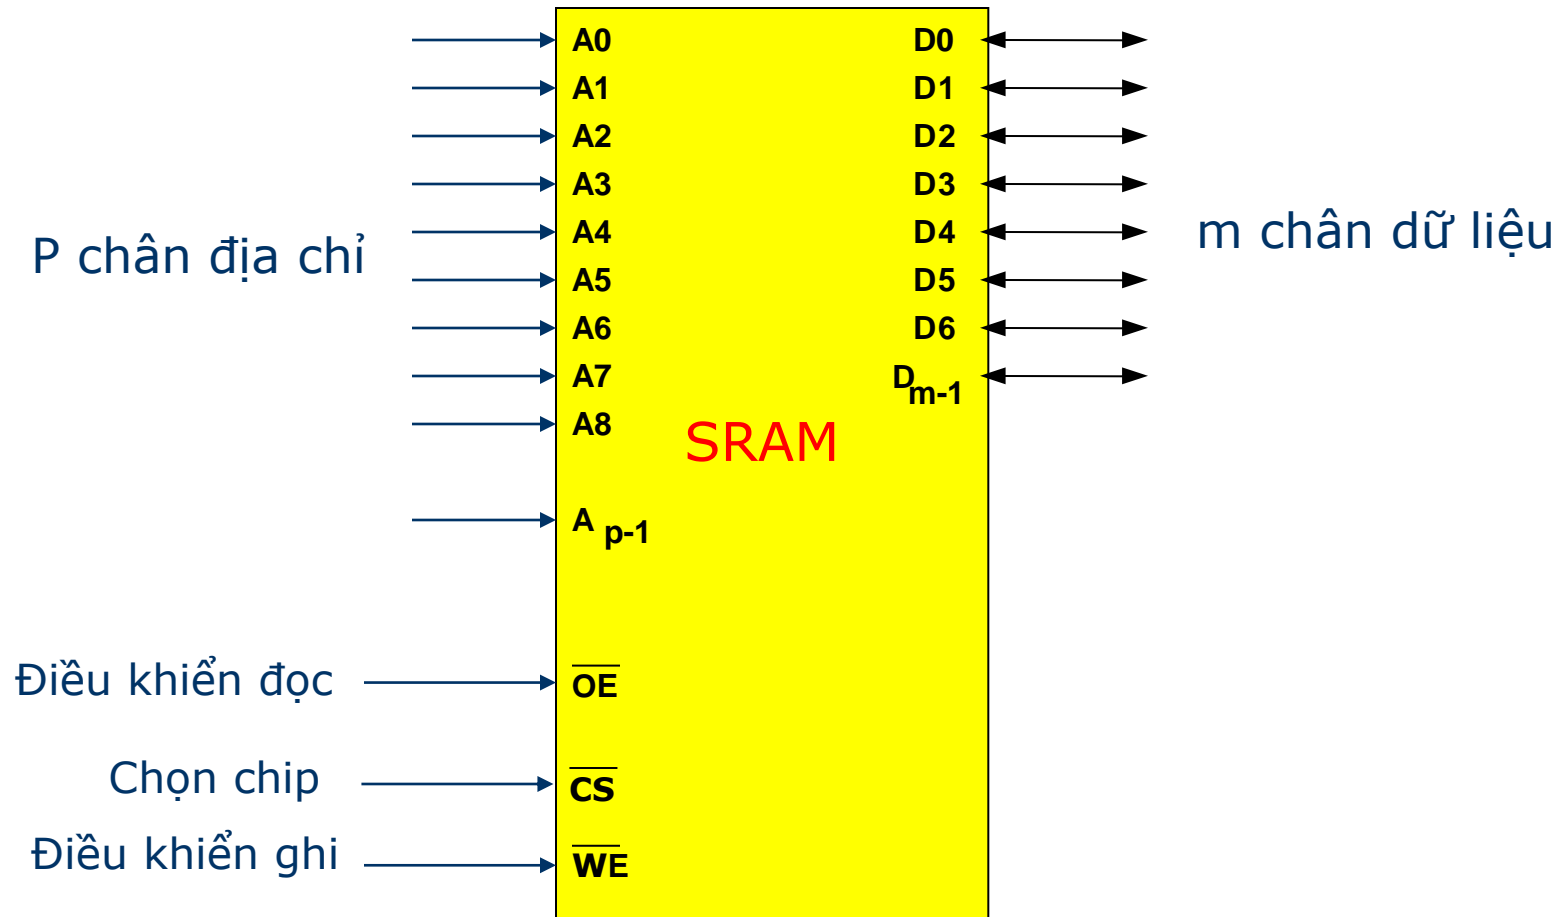 A0 D0
A1 D1
A2 D2
A3 D3
A4 D4
P chân địa chỉ
m chân dữ liệu
A5 D5
A6 D6
A7 Dm-1
A8
SRAM
A p-1
Điều khiển đọc OE
Chọn chip CS
Điều khiển ghi WE